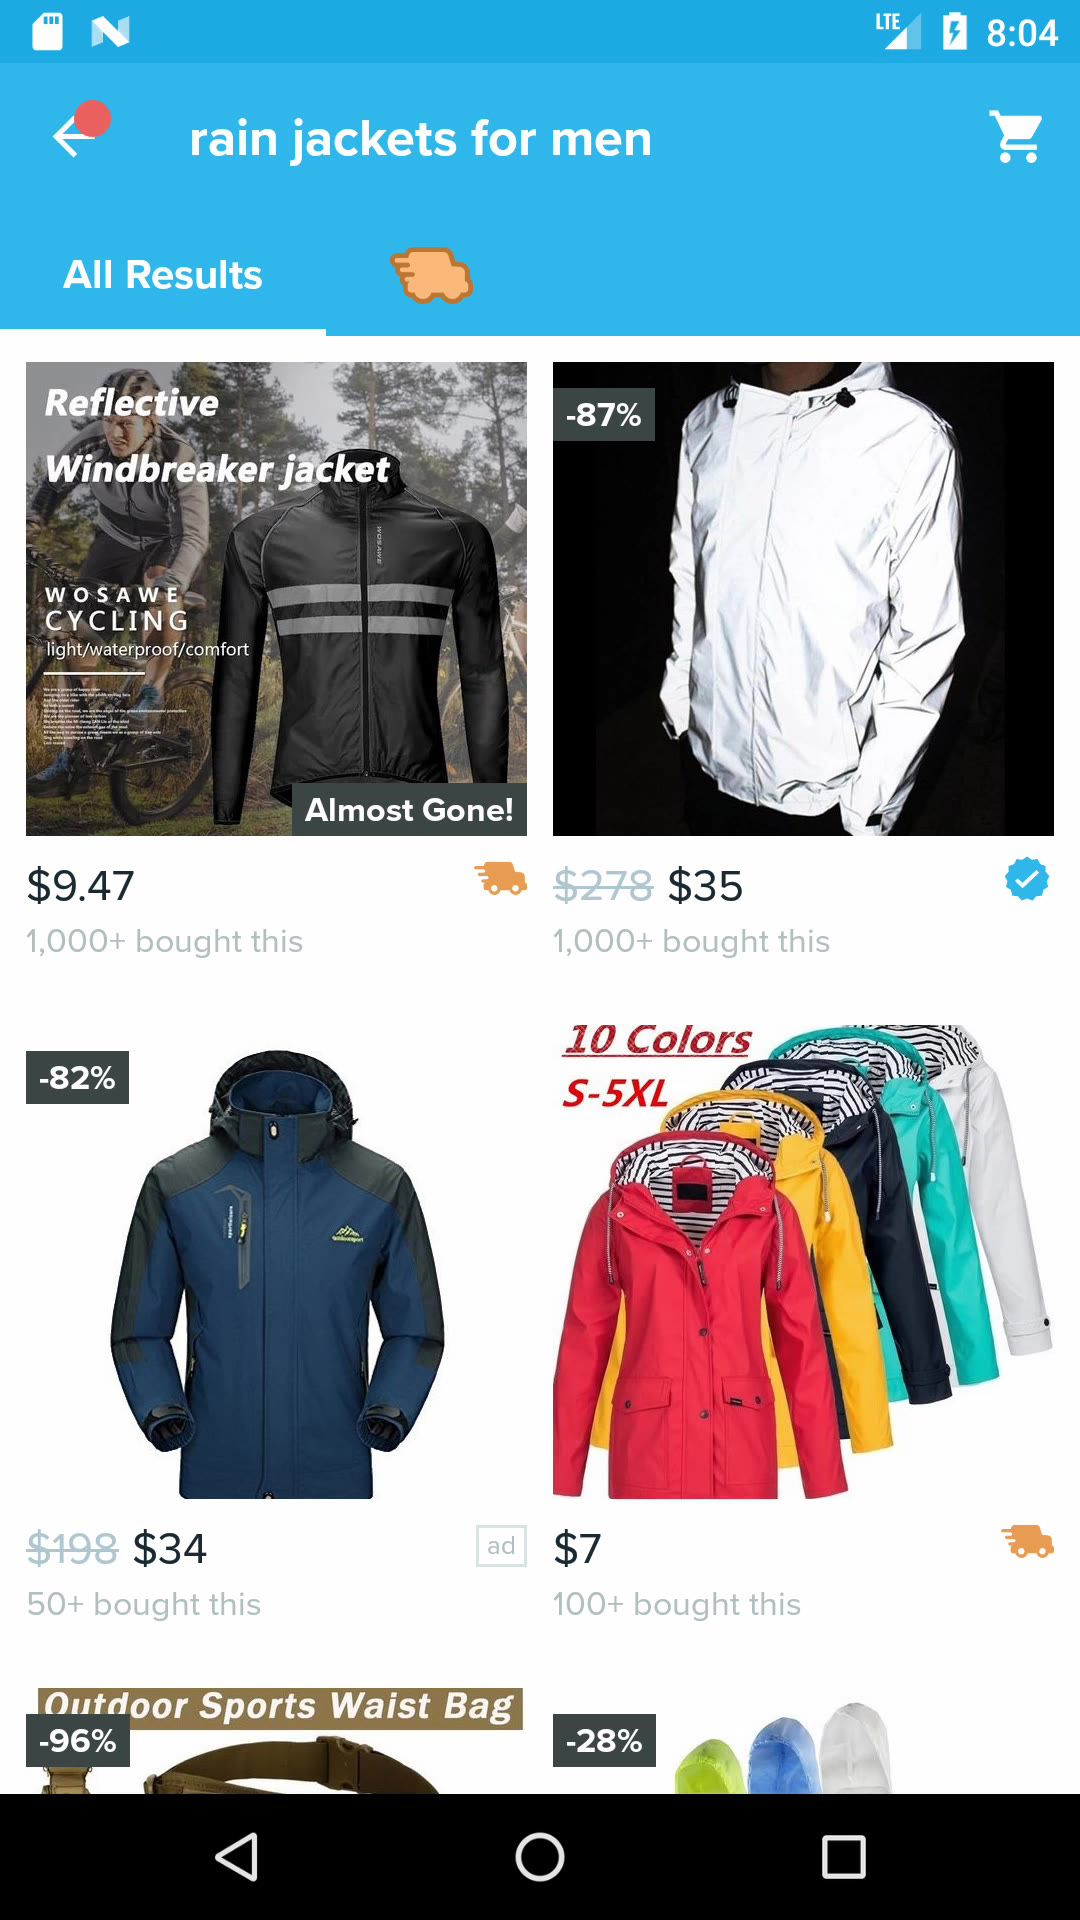 LTE
8:04
rain jackets for men
All Results
Reflective
Windbreaker jacket
WOSAWE
WOSAWE
CYCLING
light/waterproof/comfort
Almost Gone!
-87%
$9.47
1,000+ bought this
$278 $35
1,000+ bought this
-82%
Outdoorsport
$198 $34
ad
50+ bought this
10 Colors
S-5XL
$7
100+ bought this
Outdoor Sports Waist Bag
-96%
-28%